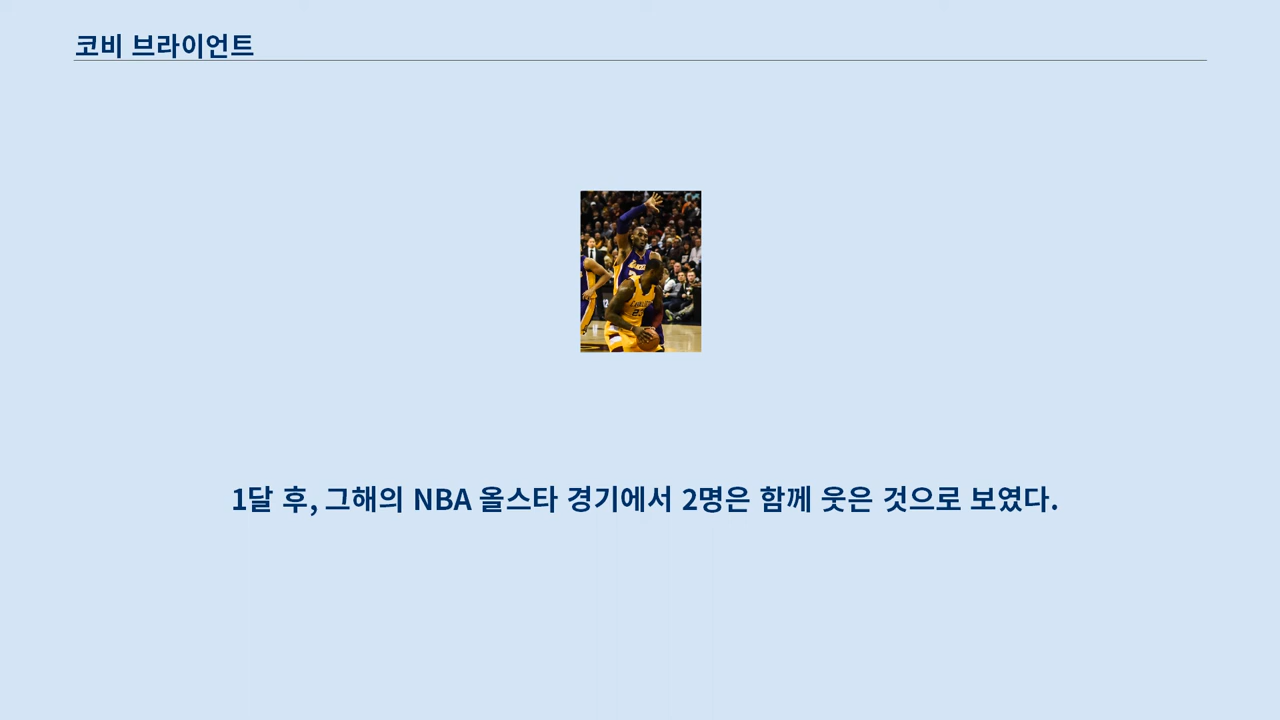 코비 브라이언트
1달 후, 그해의 NBA 올스타 경기에서 2명은 함께 웃은 것으로 보였다.